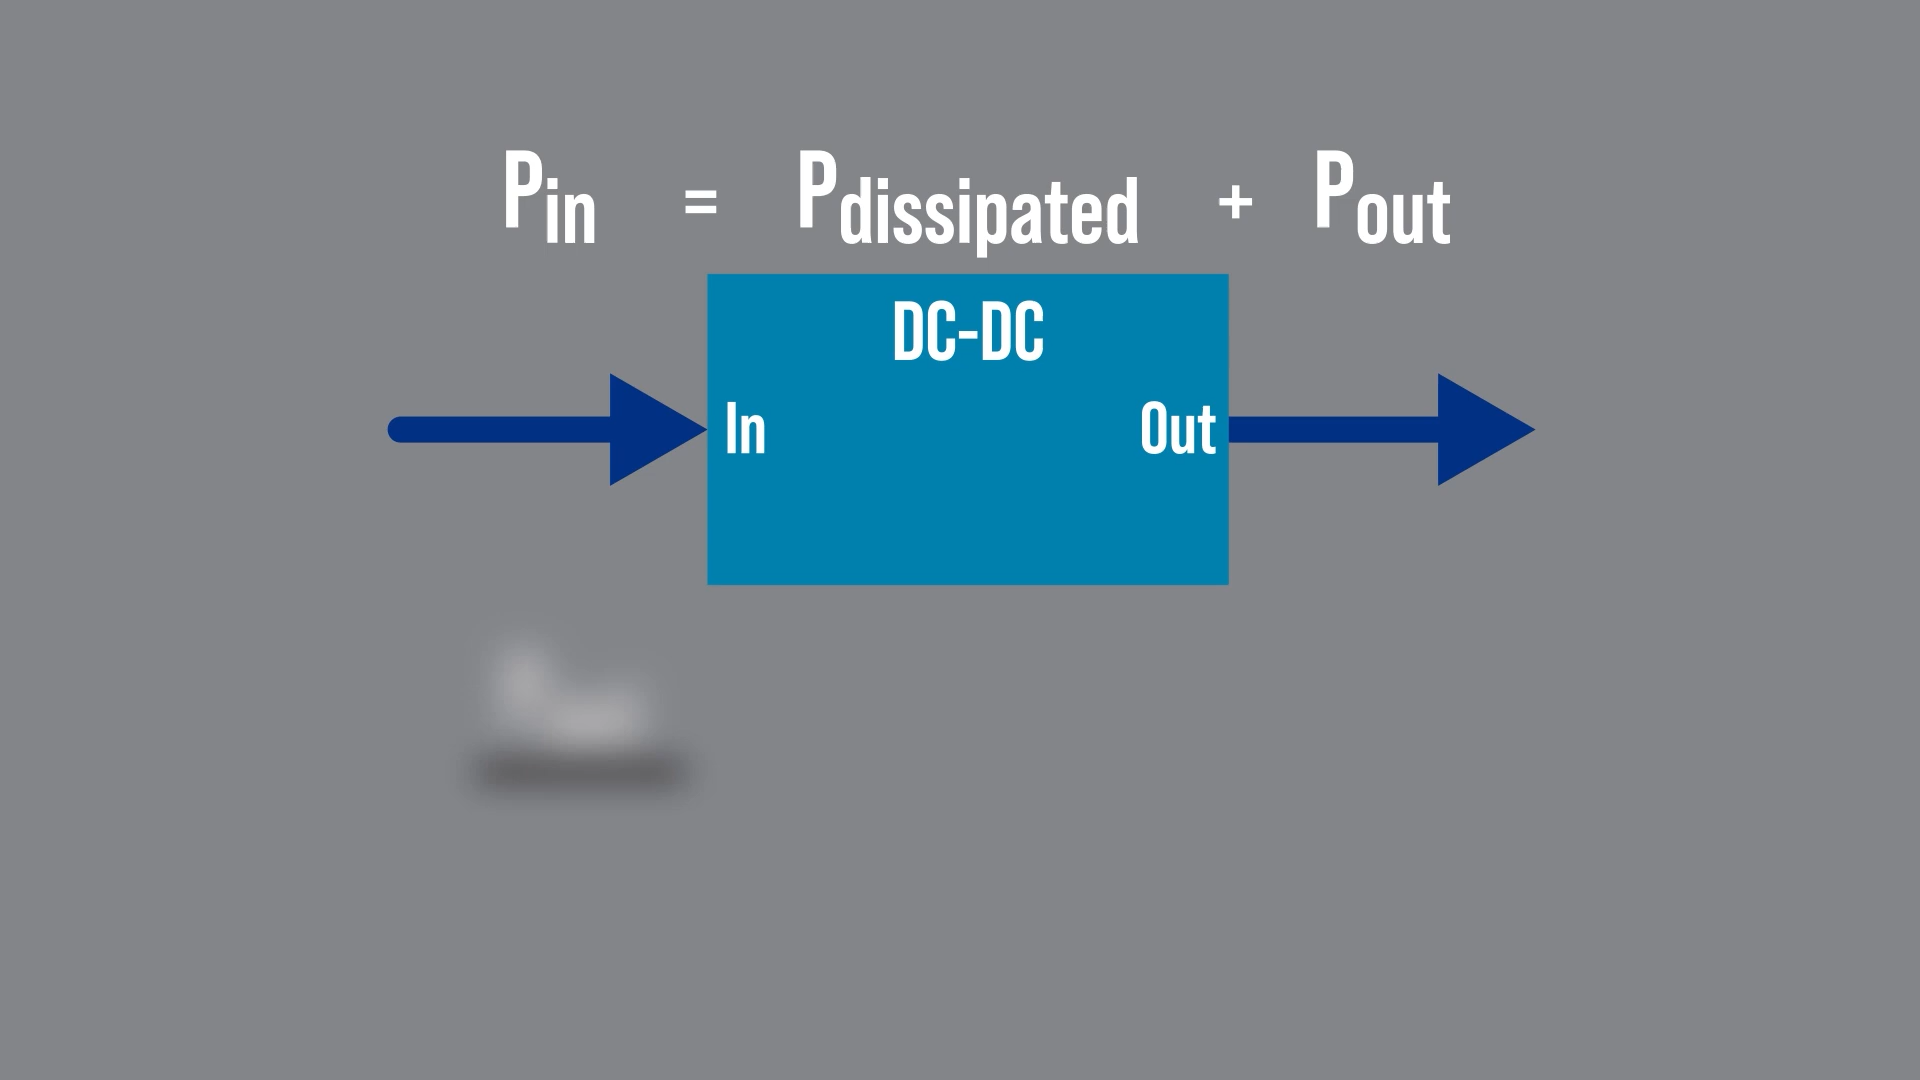 Pin = Pdissipated + Pout
DC-DC
In Out